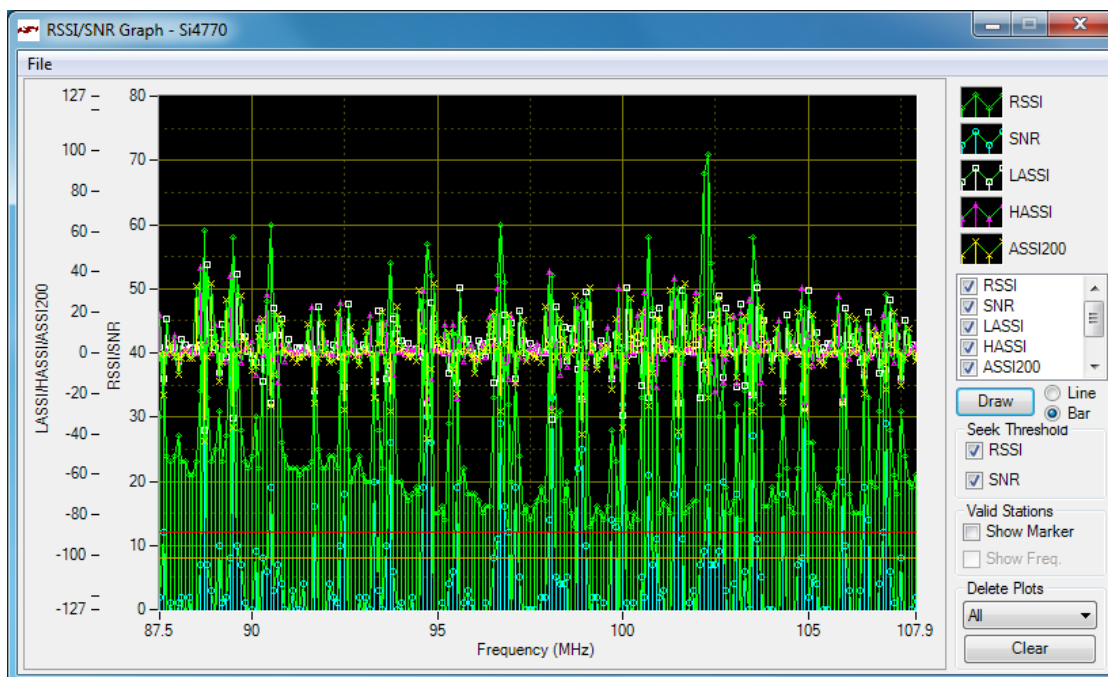 RSSI/SNR Graph - Si4770
File
LASSI/HASSI/ASSI200
127
100
80
60
40
20
0
-20
-40
-60
-80
-100
-127
RSSI/SNR
80
70
60
50
40
30
20
10
0
87.5 90 95 100 105 107.9
Frequency (MHz)
RSSI
SNR
LASSI
HASSI
ASSI200
RSSI
SNR
LASSI
HASSI
ASSI200
Draw
Line
Bar
Seek Threshold
RSSI
SNR
Valid Stations
Show Marker
Show Freq.
Delete Plots
All
Clear